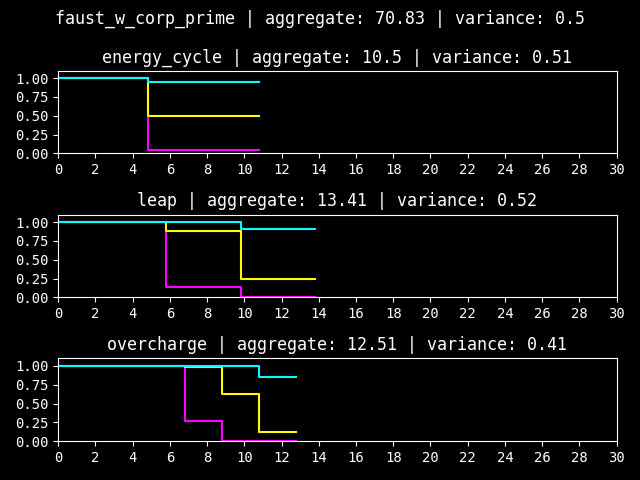 faust_w_corp_prime | aggregate: 70.83 | variance: 0.5
energy_cycle | aggregate: 10.5 | variance: 0.51
1.00
0.75
0.50
0.25
0.00
0 2 4 6 8 10 12 14 16 18 20 22 24 26 28 30
leap | aggregate: 13.41 | variance: 0.52
1.00
0.75
0.50
0.25
0.00
0 2 4 6 8 10 12 14 16 18 20 22 24 26 28 30
overcharge | aggregate: 12.51 | variance: 0.41
1.00
0.75
0.50
0.25
0.00
0 2 4 6 8 10 12 14 16 18 20 22 24 26 28 30